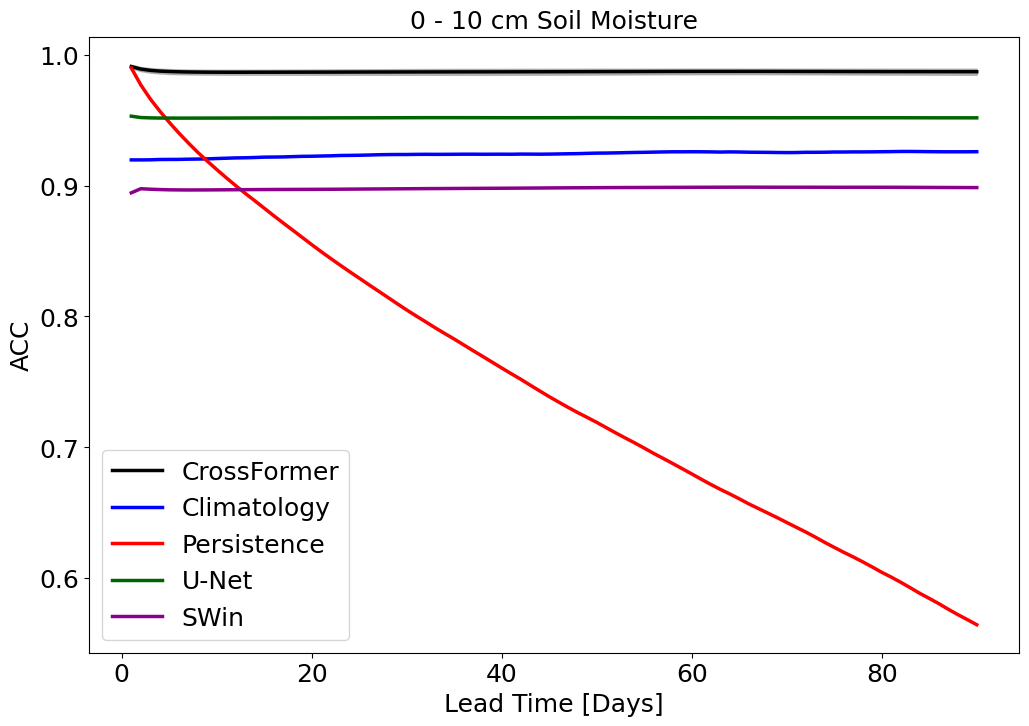 0 - 10 cm Soil Moisture
1.0
0.9
0.8
0.7
0.6
ACC
CrossFormer
Climatology
Persistence
U-Net
SWin
0 20 40 60 80
Lead Time [Days]